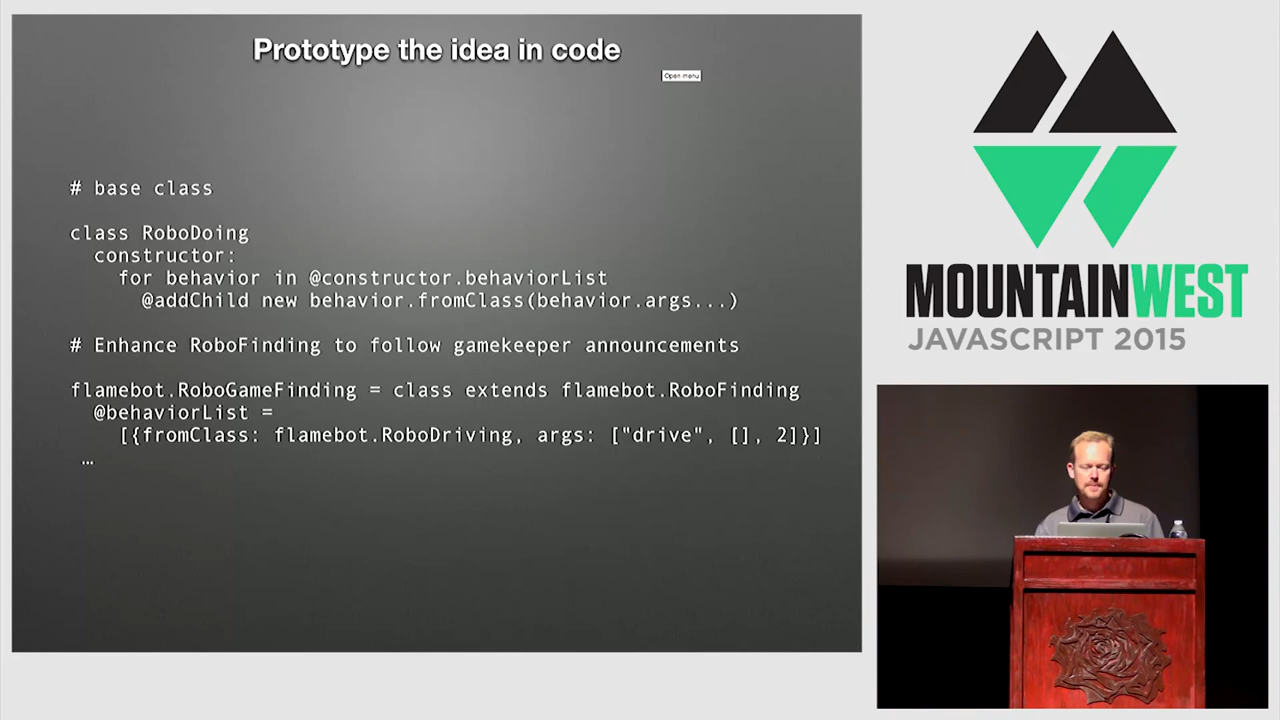 Prototype the idea in code
Open menu
# base class
class RoboDoing
constructor:
for behavior in @constructor.behaviorList
@addChild new behavior.fromClass(behavior.args...)
# Enhance RoboFinding to follow gamekeeper announcements
flamebot.RoboGameFinding = class extends flamebot.RoboFinding
@behaviorList =
[{fromClass: flamebot.RoboDriving, args: ["drive", [], 2]}]
…
MOUNTAINWEST
JAVASCRIPT 2015